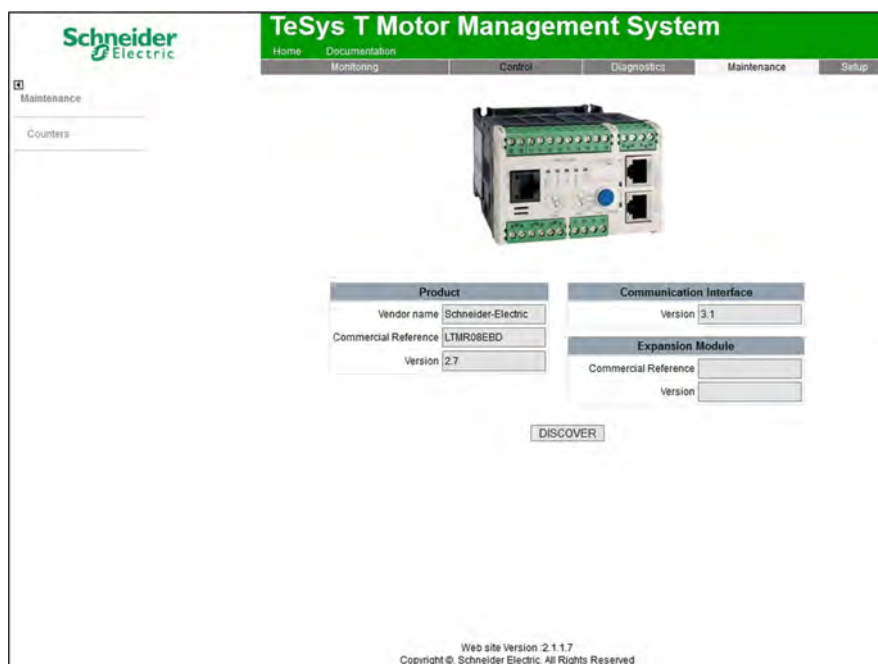 Schneider Electric
TeSys T Motor Management System
Home Documentation
Monitoring Control Diagnostics Maintenance Setup
Maintenance
Counters
Product
Vendor name Schneider-Electric
Commercial Reference LTMR08EBD
Version 2.7
Communication Interface
Version 3.1
Expansion Module
Commercial Reference
Version
DISCOVER
Web site Version :2.1.1.7
Copyright © Schneider Electric. All Rights Reserved